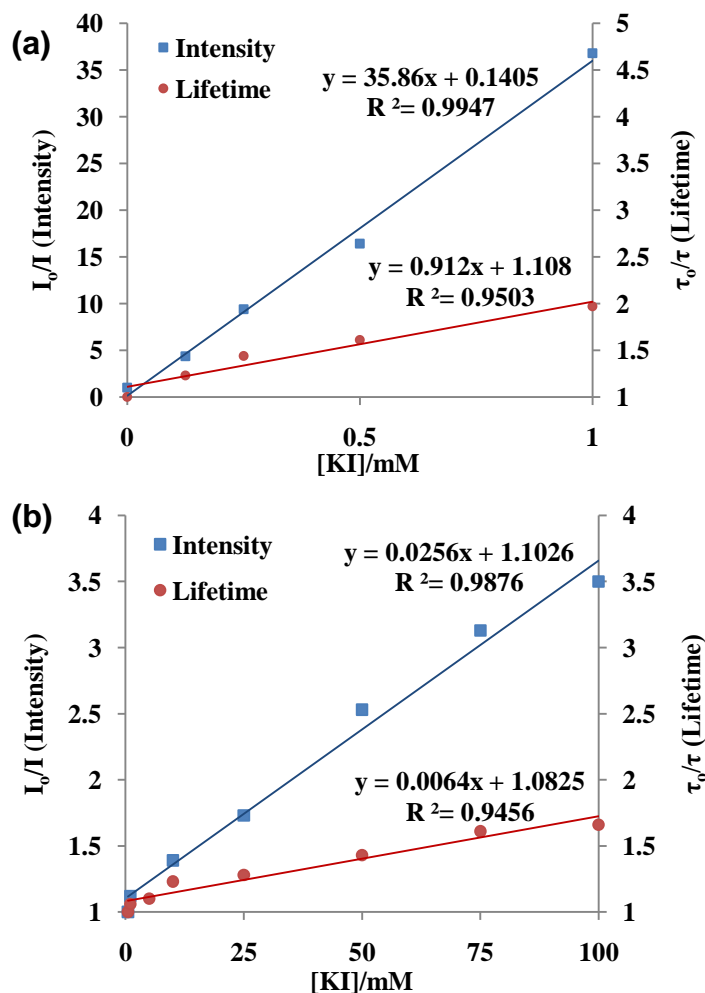 (a)
Intensity
Lifetime
y = 35.86x + 0.1405
R ²= 0.9947
y = 0.912x + 1.108
R ²= 0.9503
I₀/I (Intensity)
40
35
30
25
20
15
10
5
0
τ₀/τ (Lifetime)
5
4.5
4
3.5
3
2.5
2
1.5
1
0
0.5
1
[KI]/mM
(b)
Intensity
Lifetime
y = 0.0256x + 1.1026
R ²= 0.9876
y = 0.0064x + 1.0825
R ²= 0.9456
I₀/I (Intensity)
4
3.5
3
2.5
2
1.5
1
τ₀/τ (Lifetime)
4
3.5
3
2.5
2
1.5
1
0
25
50
75
100
[KI]/mM